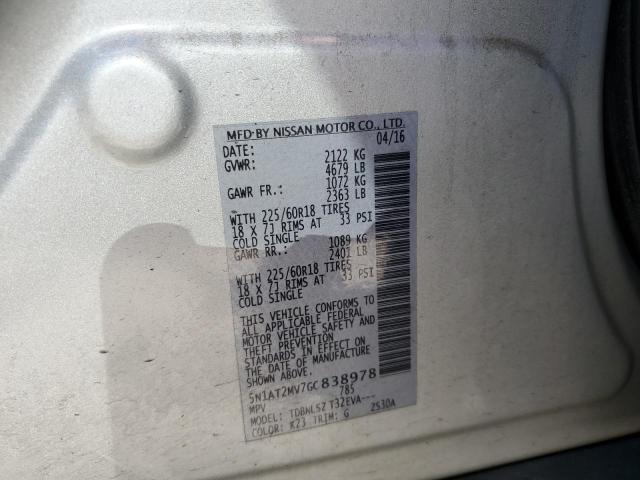 MFD·BY NISSAN MOTOR CO., LTD.
DATE: 04/16
GVWR: 2122 KG
4679 LB
GAWR FR.: 1072 KG
2363 LB
WITH 225/60R18 TIRES
18 X 7J RIMS AT 33 PSI
COLD SINGLE
GAWR RR.: 1089 KG
2401 LB
WITH 225/60R18 TIRES
18 X 7J RIMS AT 33 PSI
COLD SINGLE
THIS VEHICLE CONFORMS TO
ALL APPLICABLE FEDERAL
MOTOR VEHICLE SAFETY AND
THEFT PREVENTION
STANDARDS IN EFFECT ON
THE DATE OF MANUFACTURE
SHOWN ABOVE.
5N1AT2MV7GC838978
MPV 785
MODEL: TDBNLSZ T32EVA---
COLOR: K23 TRIM: G 2S30A